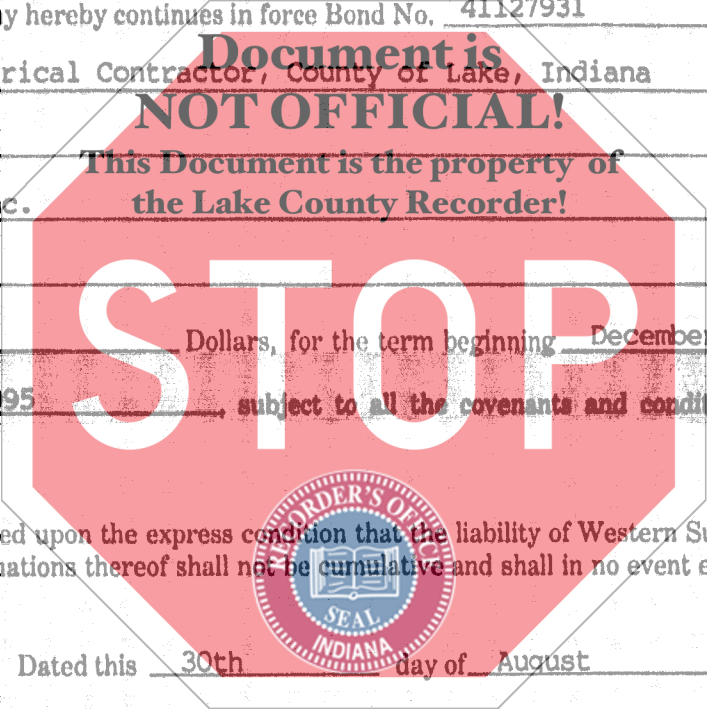 y hereby continues in force Bond No. 41127931
Document is
rical Contractor, County of Lake, Indiana
NOT OFFICIAL!
This Document is the property of
the Lake County Recorder!
c.
STOP
Dollars, for the term beginning December
95 , subject to all the covenants and condit
RECORDER'S OFFICE
ed upon the express condition that the liability of Western Su
nations thereof shall not be cumulative and shall in no event e
SEAL
INDIANA
Dated this 30th day of August